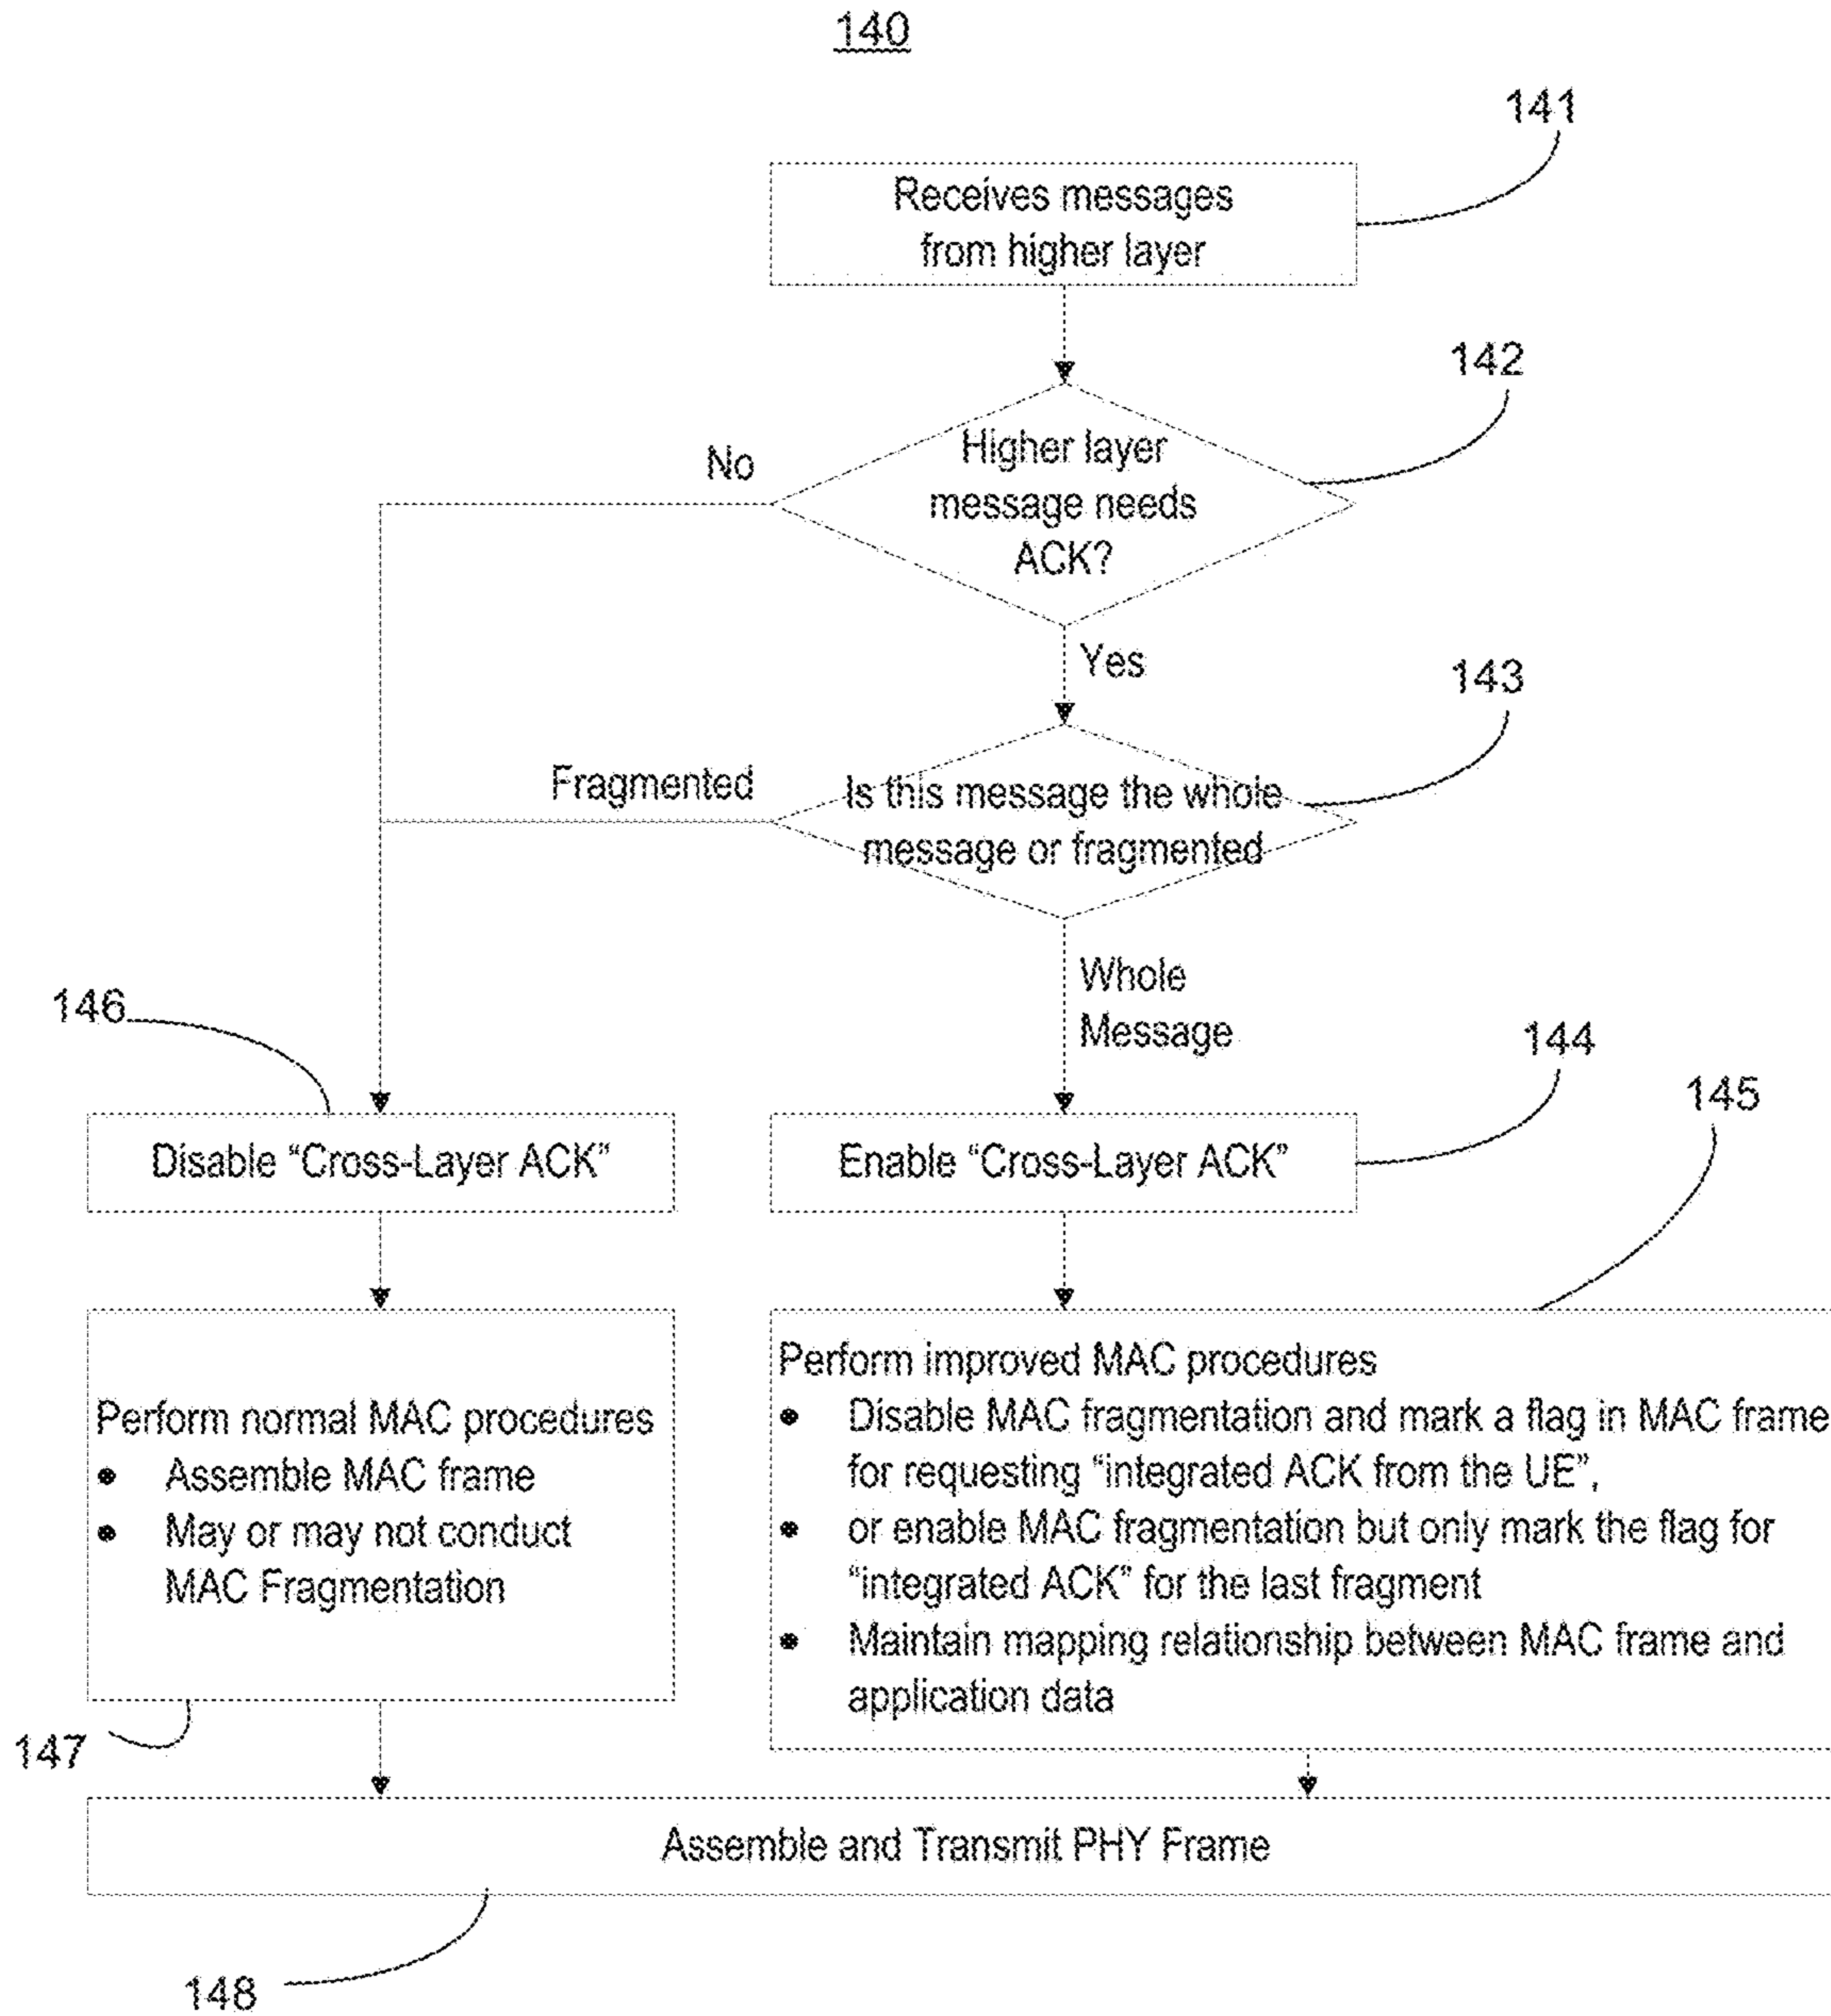 140
141
Receives messages
from higher layer
142
No
Higher layer
message needs
ACK?
Yes
143
Fragmented
Is this message the whole
message or fragmented
Whole
Message
146
144
145
Disable “Cross-Layer ACK”
Enable “Cross-Layer ACK”
Perform normal MAC procedures
• Assemble MAC frame
• May or may not conduct
MAC Fragmentation
Perform improved MAC procedures
• Disable MAC fragmentation and mark a flag in MAC frame
for requesting “integrated ACK from the UE”,
• or enable MAC fragmentation but only mark the flag for
“integrated ACK” for the last fragment
• Maintain mapping relationship between MAC frame and
application data
147
Assemble and Transmit PHY Frame
148